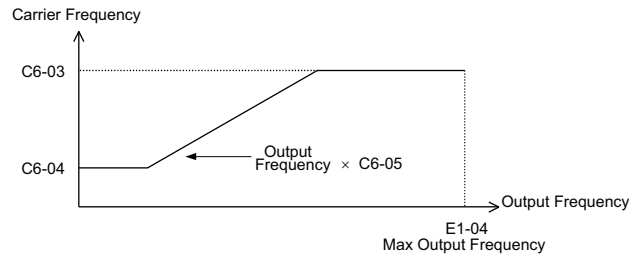 Carrier Frequency
C6-03
C6-04
Output
Frequency × C6-05
Output Frequency
E1-04
Max Output Frequency